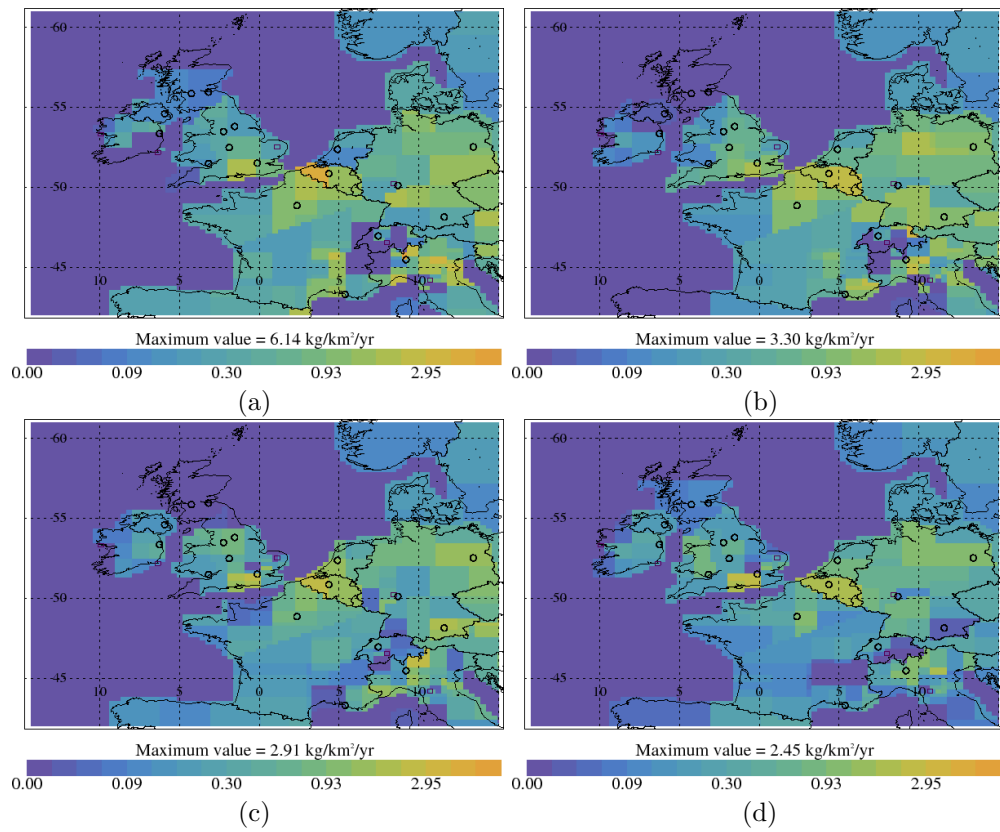 60 60
55 55
50 50
45 45
10 5 0 5 10 10 5 0 5 10
Maximum value = 6.14 kg/km²/yr Maximum value = 3.30 kg/km²/yr
0.00 0.09 0.30 0.93 2.95 0.00 0.09 0.30 0.93 2.95
(a) (b)
60 60
55 55
50 50
45 45
10 5 0 5 10 10 5 0 5 10
Maximum value = 2.91 kg/km²/yr Maximum value = 2.45 kg/km²/yr
0.00 0.09 0.30 0.93 2.95 0.00 0.09 0.30 0.93 2.95
(c) (d)